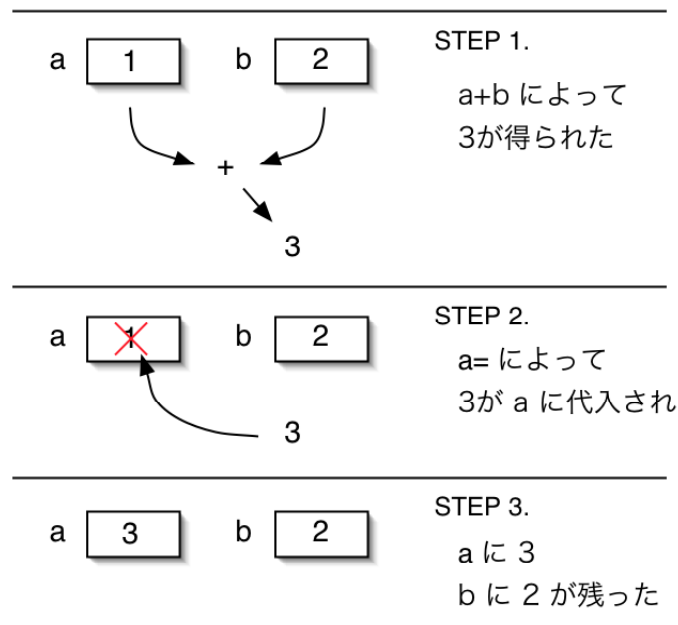 a 1 b 2
STEP 1.
a+b によって
3が得られた
+
3
a 1 b 2
STEP 2.
a= によって
3が a に代入され
3
a 3 b 2
STEP 3.
a に 3
b に 2 が残った